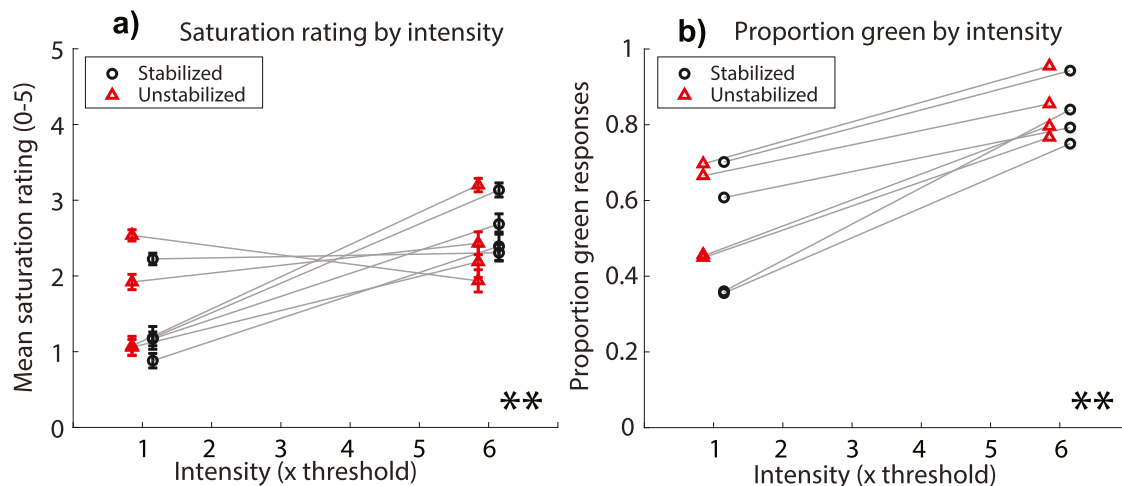 a)
Saturation rating by intensity
Stabilized
Unstabilized
Mean saturation rating (0-5)
5
4
3
2
1
0
**
1 2 3 4 5 6
Intensity (x threshold)
b)
Proportion green by intensity
Stabilized
Unstabilized
Proportion green responses
1
0.8
0.6
0.4
0.2
0
**
1 2 3 4 5 6
Intensity (x threshold)